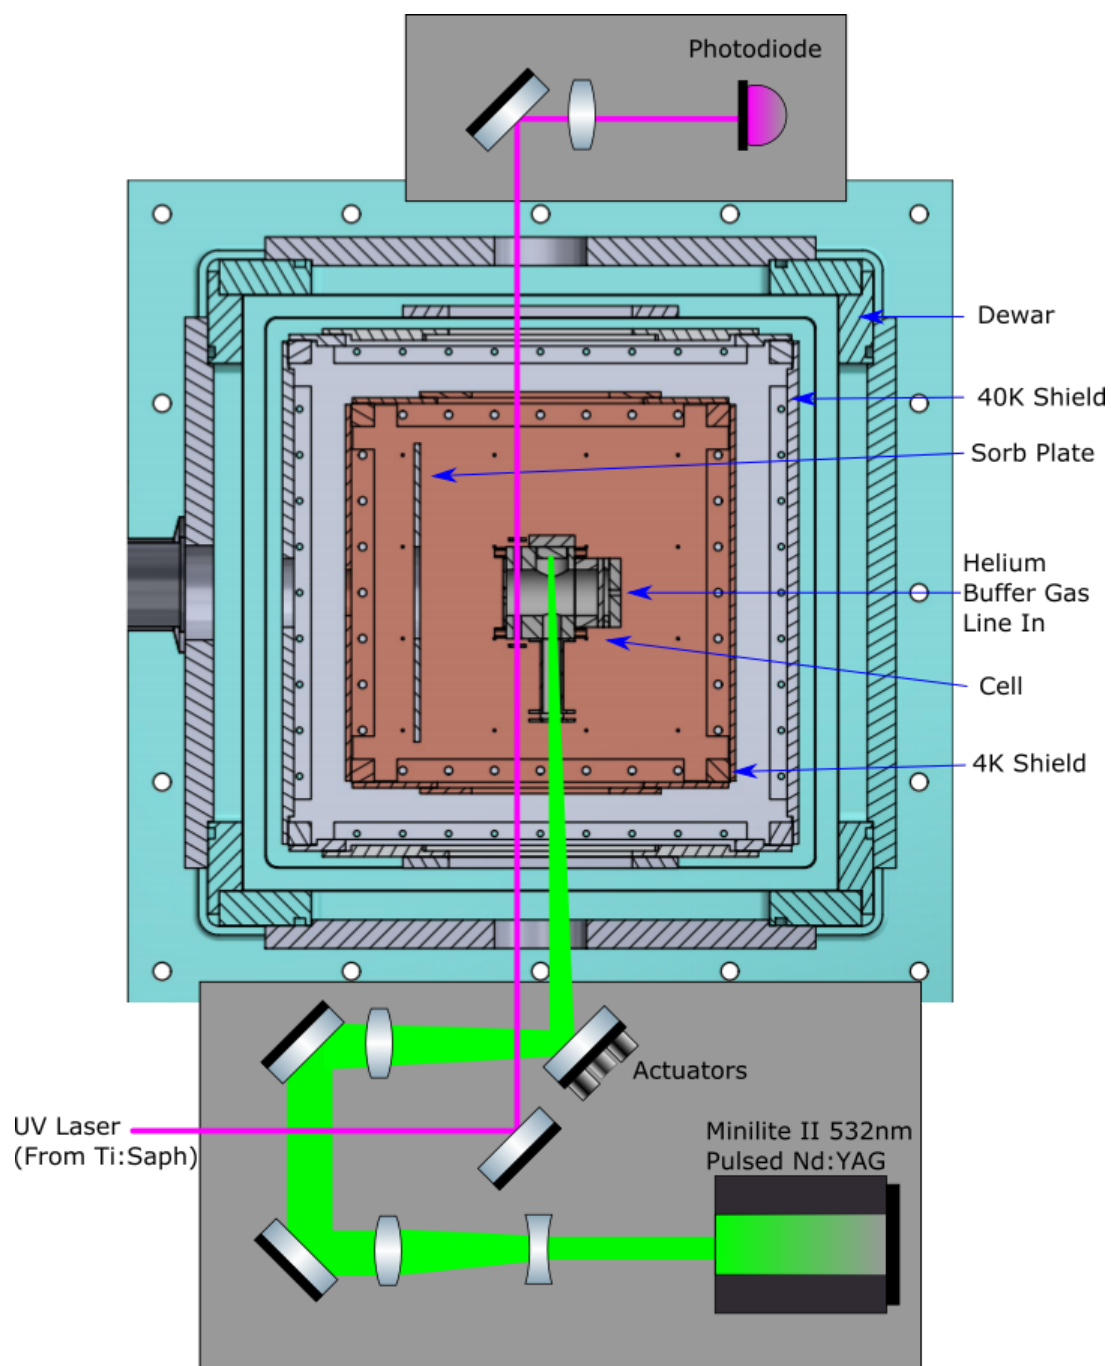 Photodiode
Dewar
40K Shield
Sorb Plate
Helium
Buffer Gas
Line In
Cell
4K Shield
Actuators
UV Laser
(From Ti:Saph)
Minilite II 532nm
Pulsed Nd:YAG